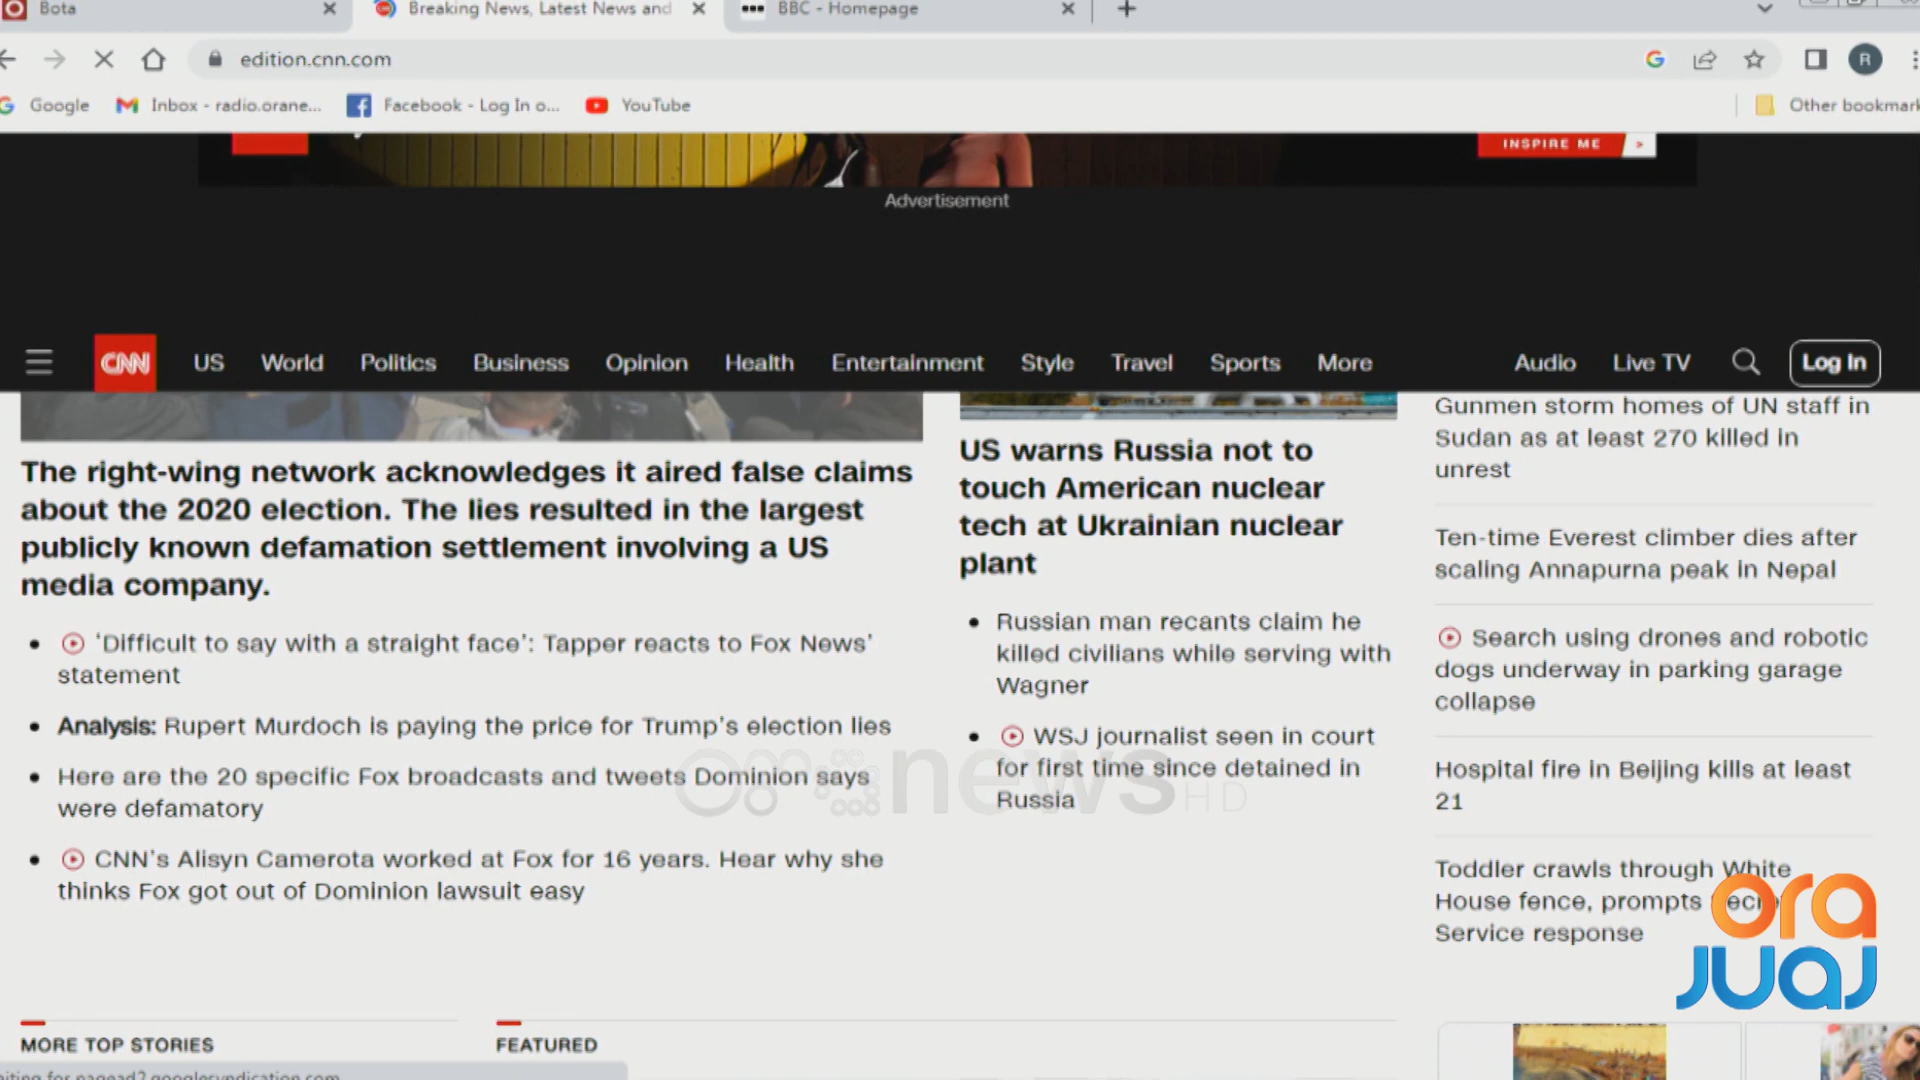 Bota
Breaking News, Latest News and
BBC - Homepage
edition.cnn.com
R
Google
Inbox - radio.orane...
Facebook - Log In o...
YouTube
Other bookmark
INSPIRE ME >
Advertisement
CNN
US
World
Politics
Business
Opinion
Health
Entertainment
Style
Travel
Sports
More
Audio
Live TV
Log In
The right-wing network acknowledges it aired false claims
about the 2020 election. The lies resulted in the largest
publicly known defamation settlement involving a US
media company.
‘Difficult to say with a straight face’: Tapper reacts to Fox News’
statement
Analysis: Rupert Murdoch is paying the price for Trump’s election lies
Here are the 20 specific Fox broadcasts and tweets Dominion says
were defamatory
CNN’s Alisyn Camerota worked at Fox for 16 years. Hear why she
thinks Fox got out of Dominion lawsuit easy
US warns Russia not to
touch American nuclear
tech at Ukrainian nuclear
plant
Russian man recants claim he
killed civilians while serving with
Wagner
WSJ journalist seen in court
for first time since detained in
Russia
Gunmen storm homes of UN staff in
Sudan as at least 270 killed in
unrest
Ten-time Everest climber dies after
scaling Annapurna peak in Nepal
Search using drones and robotic
dogs underway in parking garage
collapse
Hospital fire in Beijing kills at least
21
Toddler crawls through White
House fence, prompts
Service response
ora news HD
ora
JUAJ
MORE TOP STORIES
FEATURED